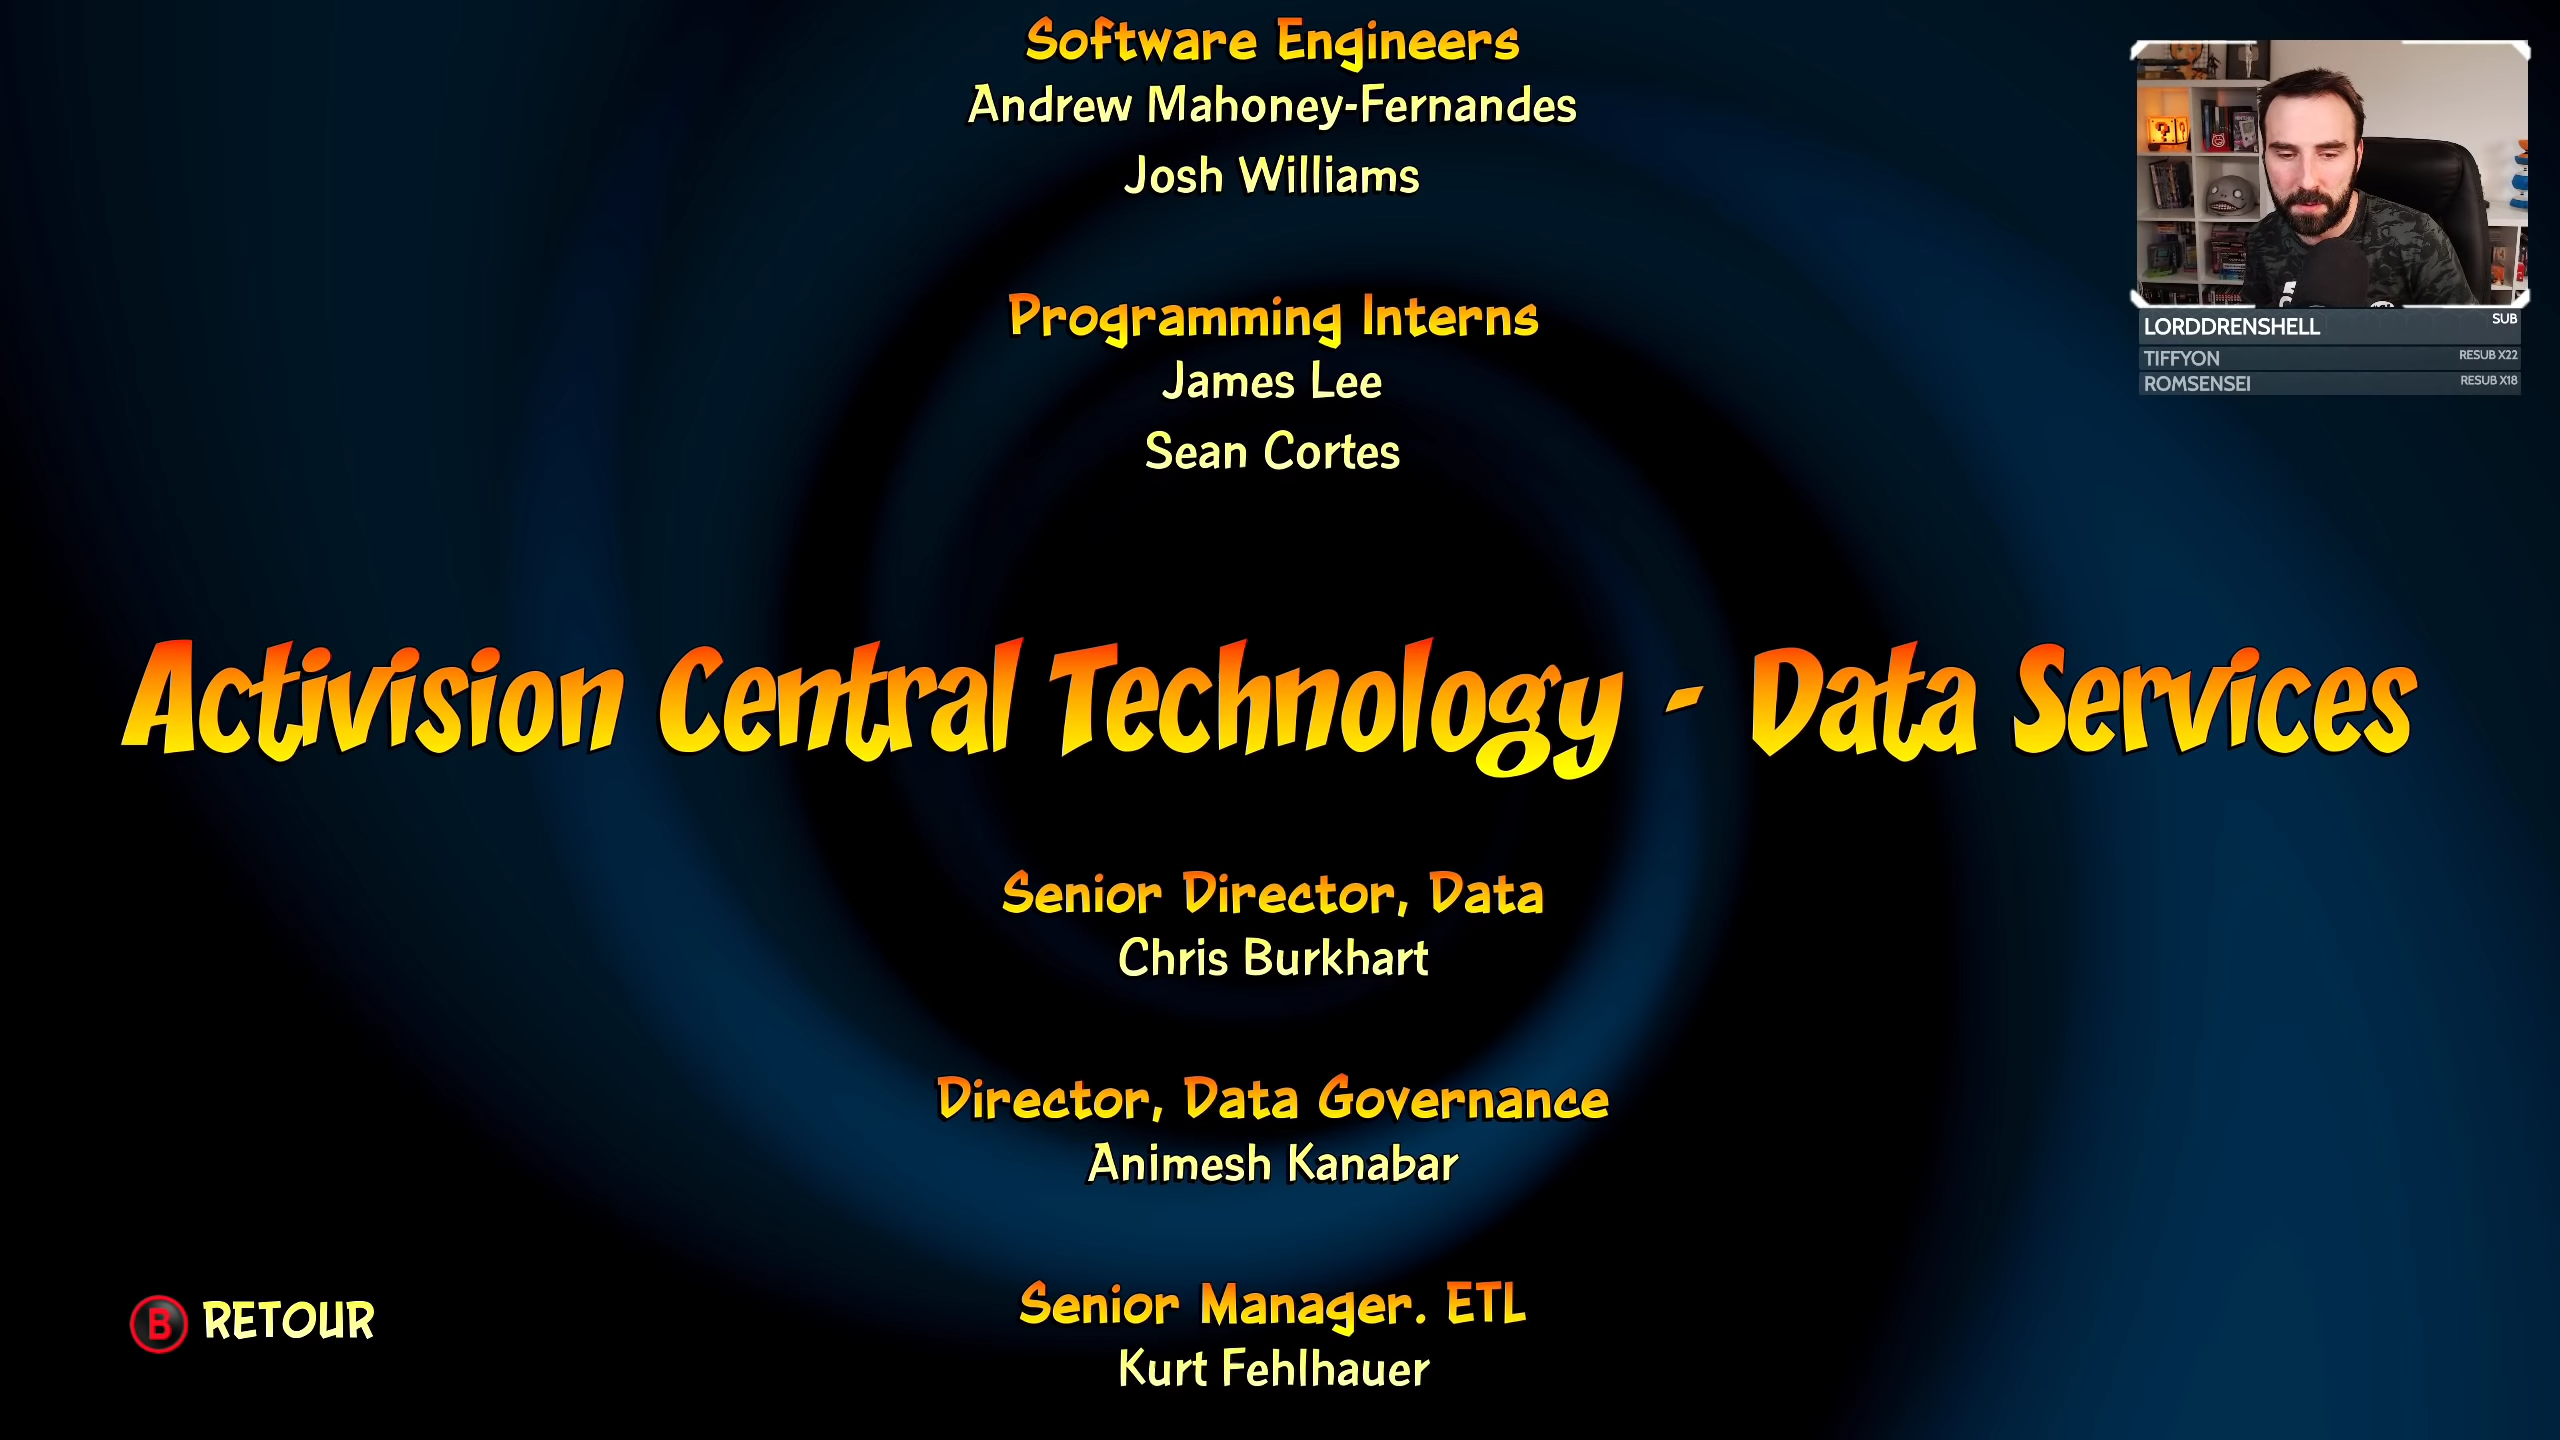 Software Engineers
Andrew Mahoney-Fernandes
Josh Williams
Programming Interns
James Lee
Sean Cortes
Activision Central Technology - Data Services
Senior Director, Data
Chris Burkhart
Director, Data Governance
Animesh Kanabar
Senior Manager. ETL
Kurt Fehlhauer
B RETOUR
LORDDRENSHELL SUB
TIFFYON RESUB X22
ROMSENSEI RESUB X18